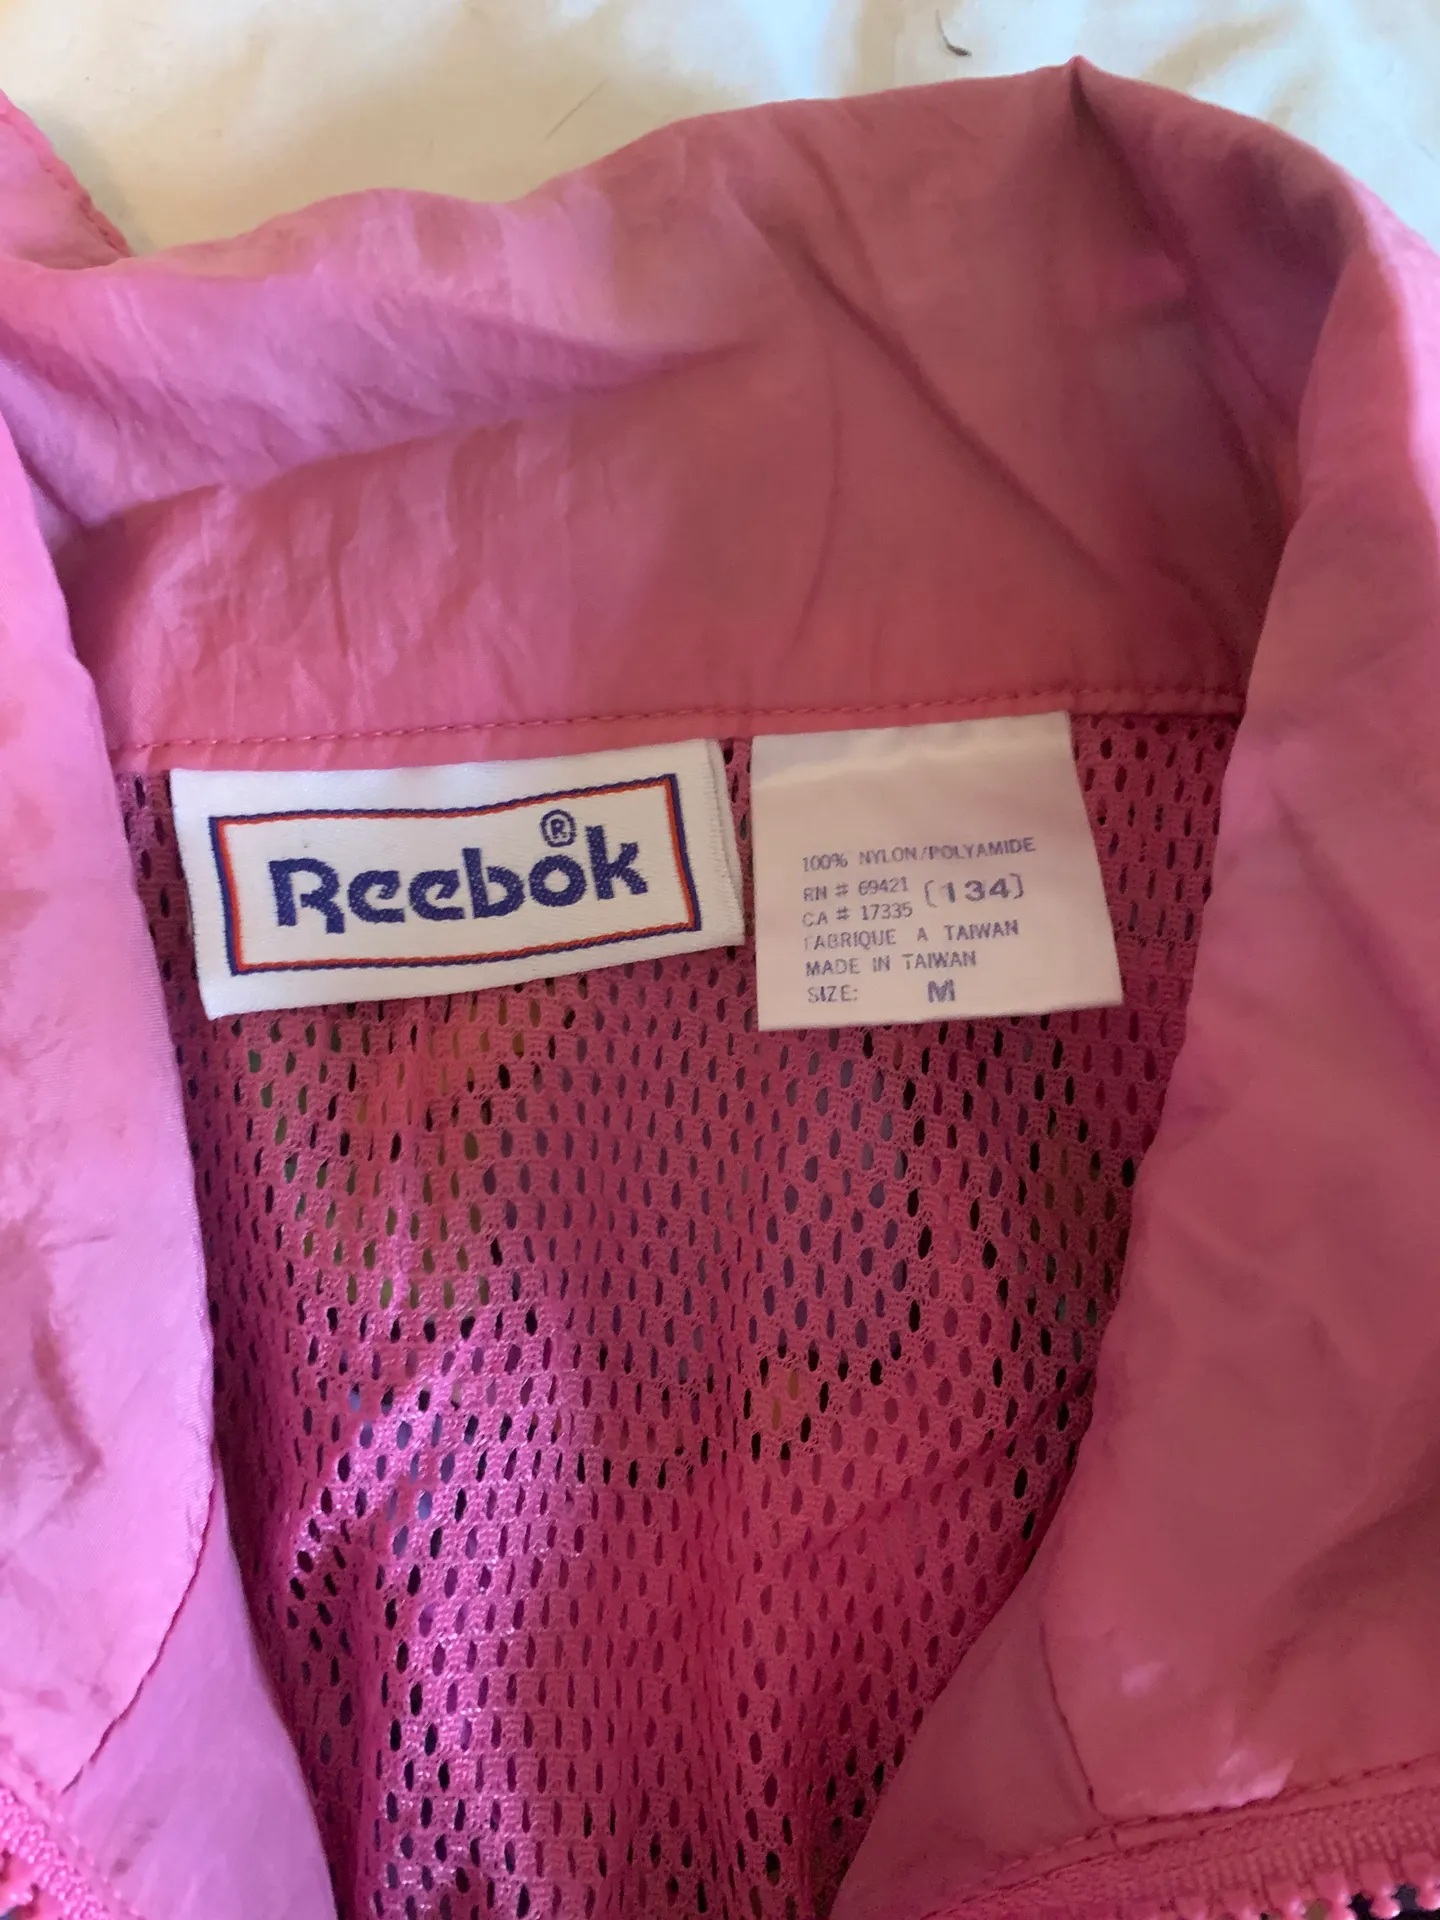 Reebok®
100% NYLON/POLYAMIDE
RN # 69421 (134)
CA # 17335
FABRIQUE A TAIWAN
MADE IN TAIWAN
SIZE: M